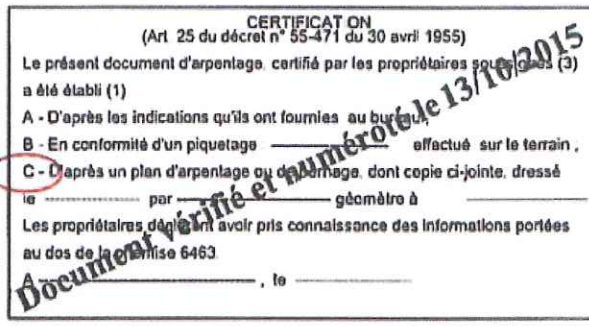 CERTIFICAT ON
(Art 25 du décret n° 55-471 du 30 avril 1955)
Le présent document d'arpentage, certifié par les propriétaires soussignés (3)
a été établi (1)
A - D'après les indications qu'ils ont fournies au bureau,
B - En conformité d'un piquetage effectué sur le terrain,
C - D'après un plan d'arpentage ou de bornage, dont copie ci-jointe, dressé
le par géomètre à
Les propriétaires déclarent avoir pris connaissance des informations portées
au dos de la chemise 6463
A , le
Document vérifié et numéroté le 13/10/2015